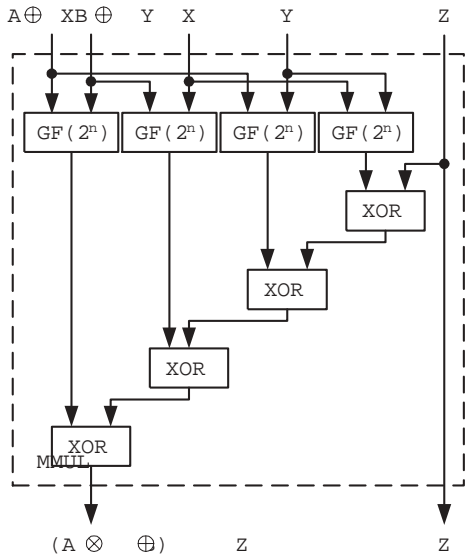 A⊕ XB⊕ Y X Y Z
GF(2ⁿ) GF(2ⁿ) GF(2ⁿ) GF(2ⁿ)
XOR
XOR
XOR
XOR
MMUL
(A ⊗ ⊕) Z Z